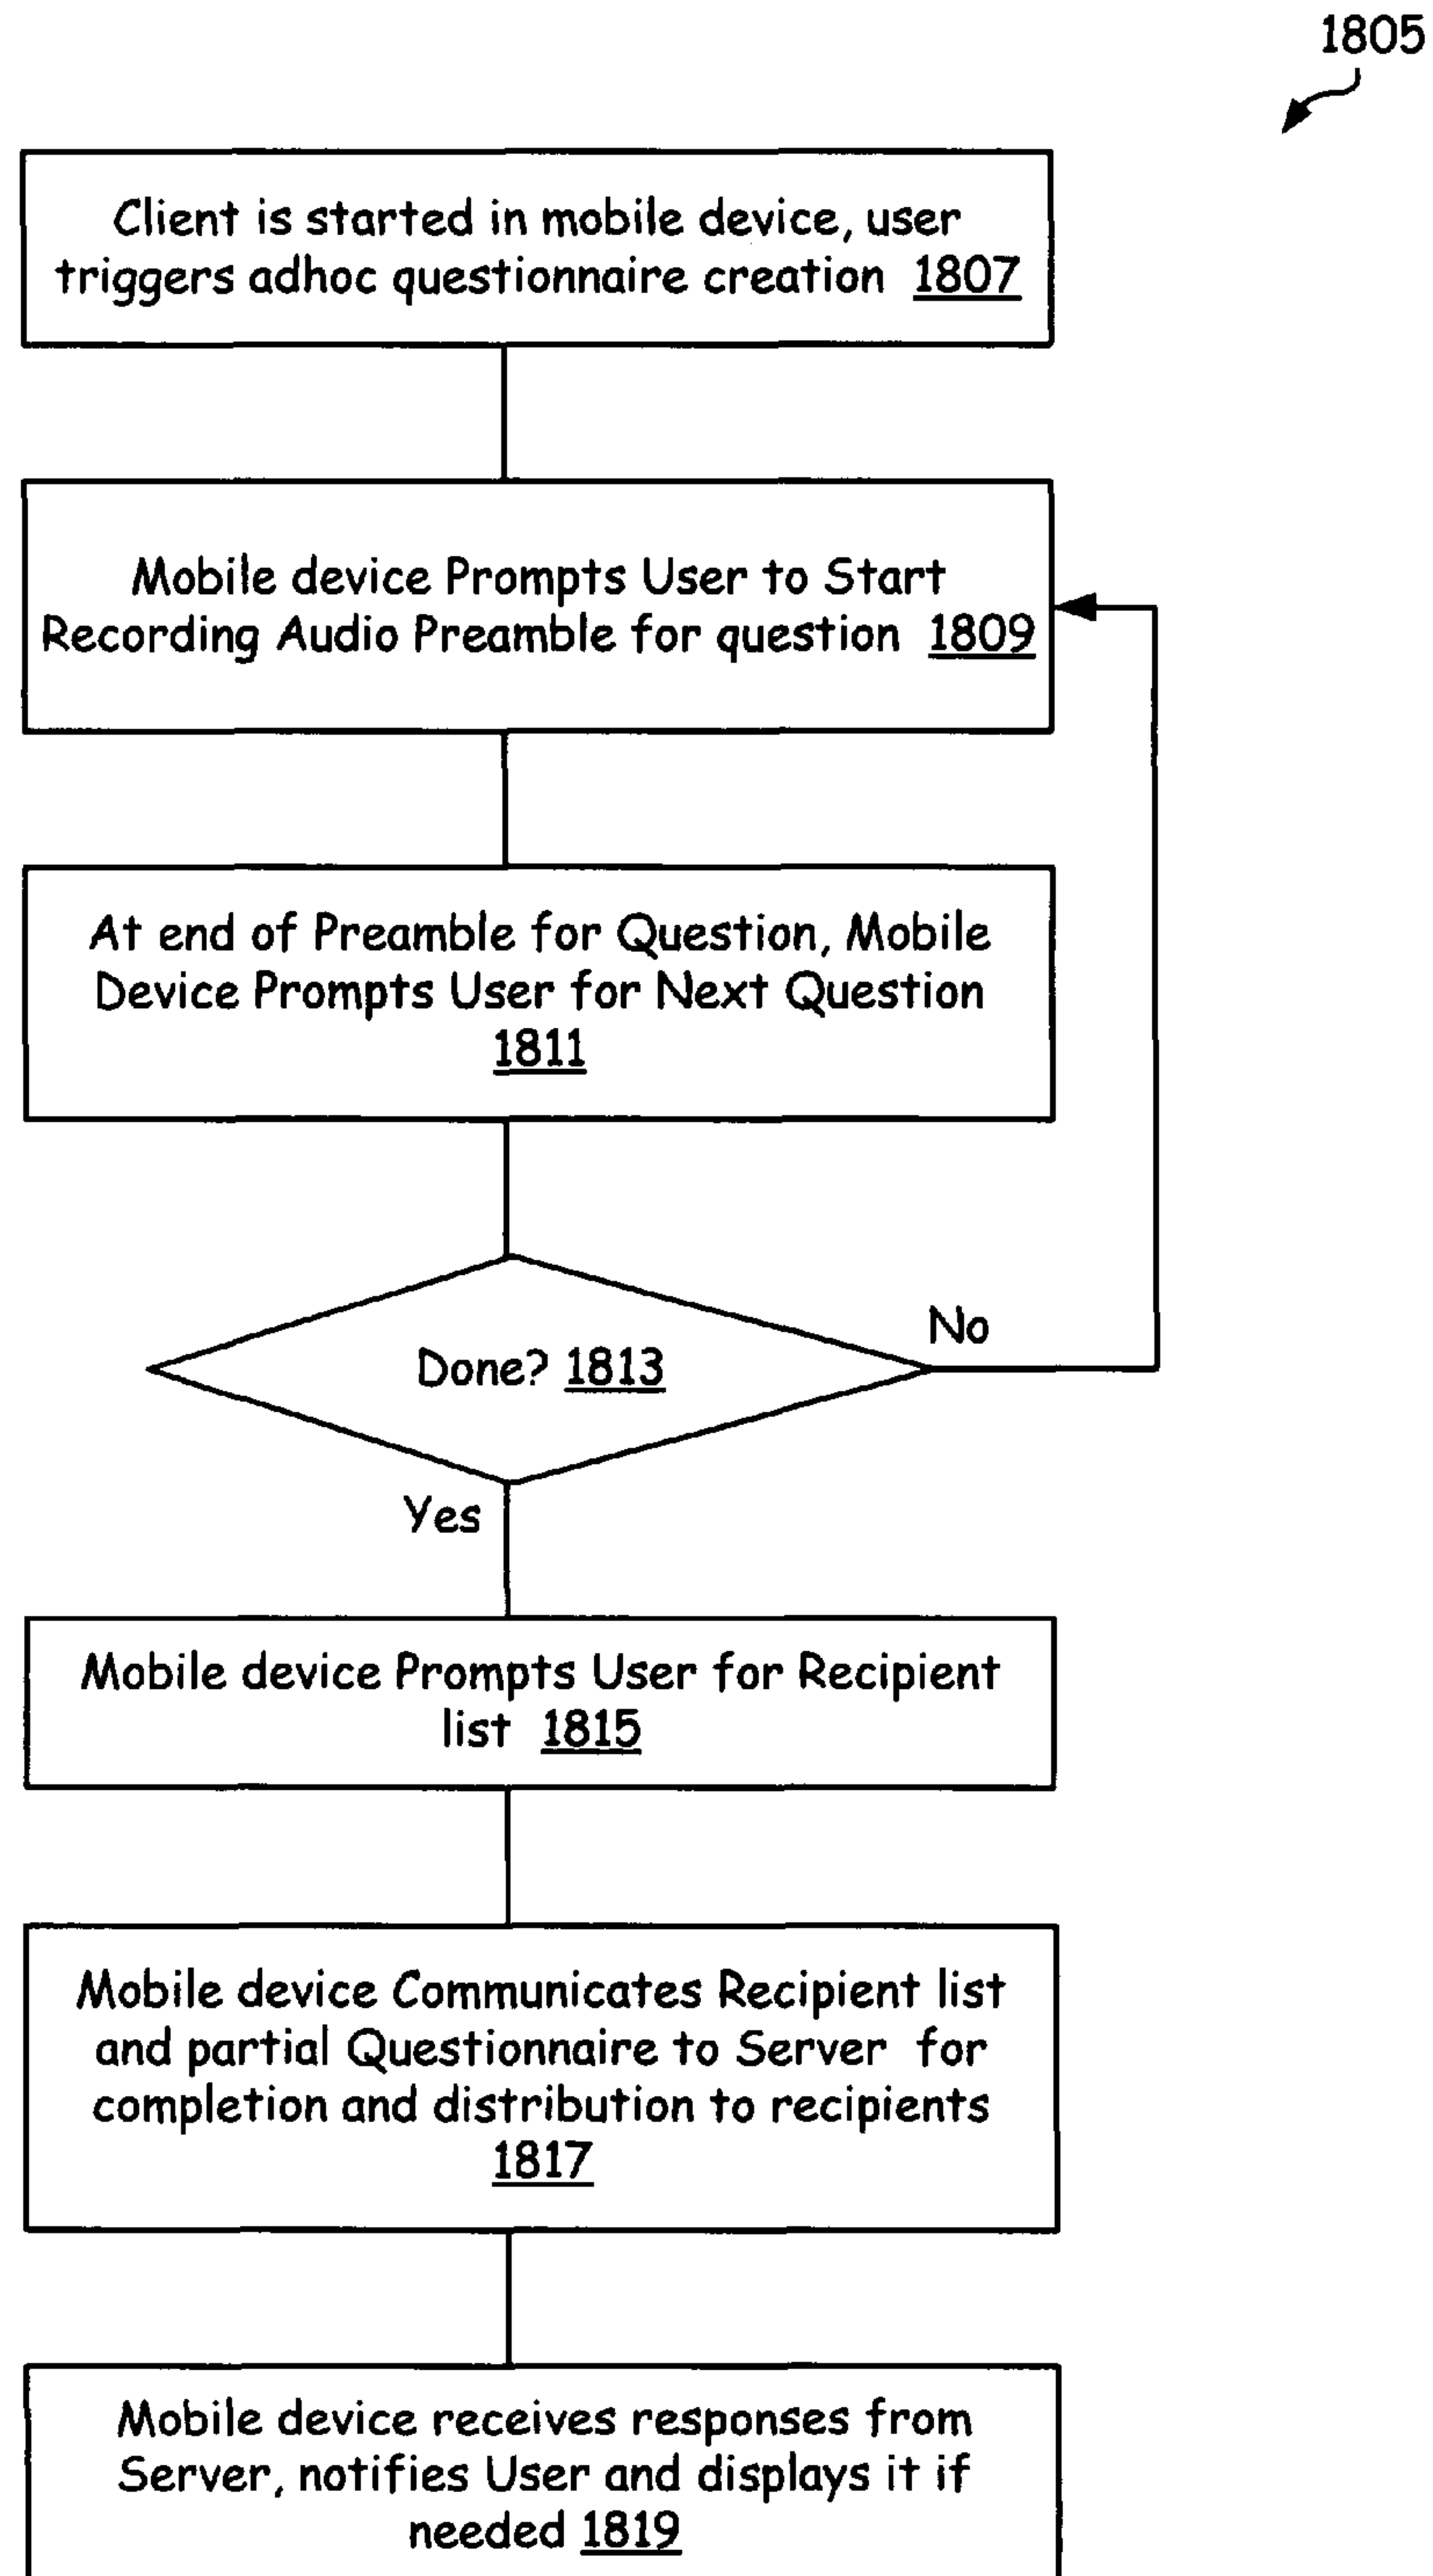 1805
Client is started in mobile device, user
triggers adhoc questionnaire creation 1807
Mobile device Prompts User to Start
Recording Audio Preamble for question 1809
At end of Preamble for Question, Mobile
Device Prompts User for Next Question
1811
Done? 1813
No
Yes
Mobile device Prompts User for Recipient
list 1815
Mobile device Communicates Recipient list
and partial Questionnaire to Server for
completion and distribution to recipients
1817
Mobile device receives responses from
Server, notifies User and displays it if
needed 1819